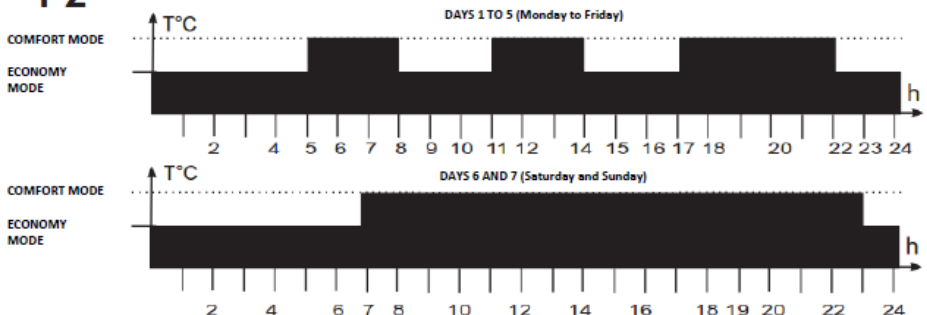 DAYS 1 TO 5 (Monday to Friday)
T°C
COMFORT MODE
ECONOMY
MODE
h
2 4 5 6 7 8 9 10 11 12 14 15 16 17 18 20 22 23 24
T°C
DAYS 6 AND 7 (Saturday and Sunday)
COMFORT MODE
ECONOMY
MODE
h
2 4 6 7 8 10 12 14 16 18 19 20 22 24